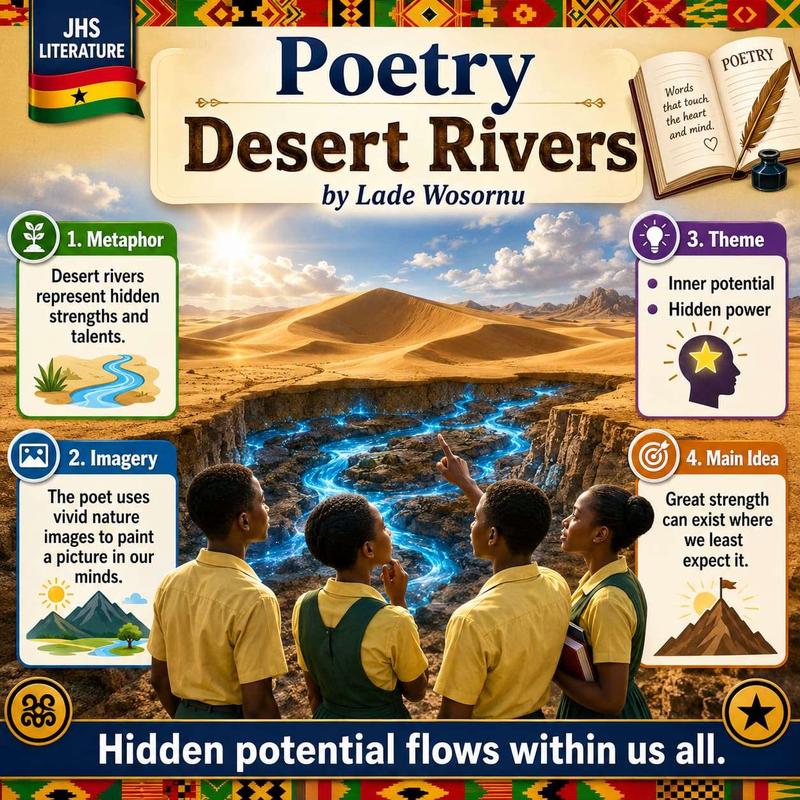 JHS
LITERATURE
Poetry
Desert Rivers
by Lade Wosornu
Words
that touch
the heart
and mind.
POETRY
1. Metaphor
Desert rivers
represent hidden
strengths and
talents.
2. Imagery
The poet uses
vivid nature
images to paint
a picture in our
minds.
3. Theme
• Inner potential
• Hidden power
4. Main Idea
Great strength
can exist where
we least
expect it.
Hidden potential flows within us all.